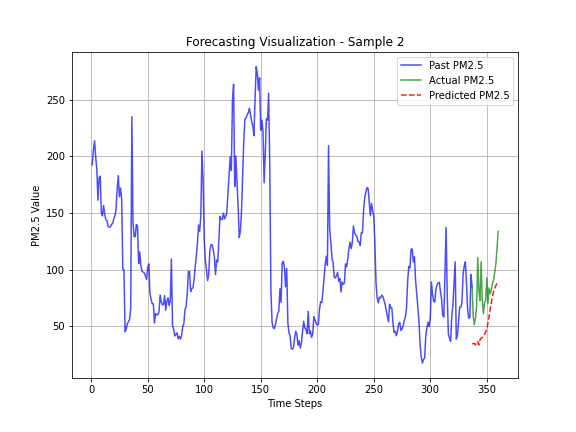 Forecasting Visualization - Sample 2
Past PM2.5
Actual PM2.5
Predicted PM2.5
PM2.5 Value
250
200
150
100
50
0 50 100 150 200 250 300 350
Time Steps